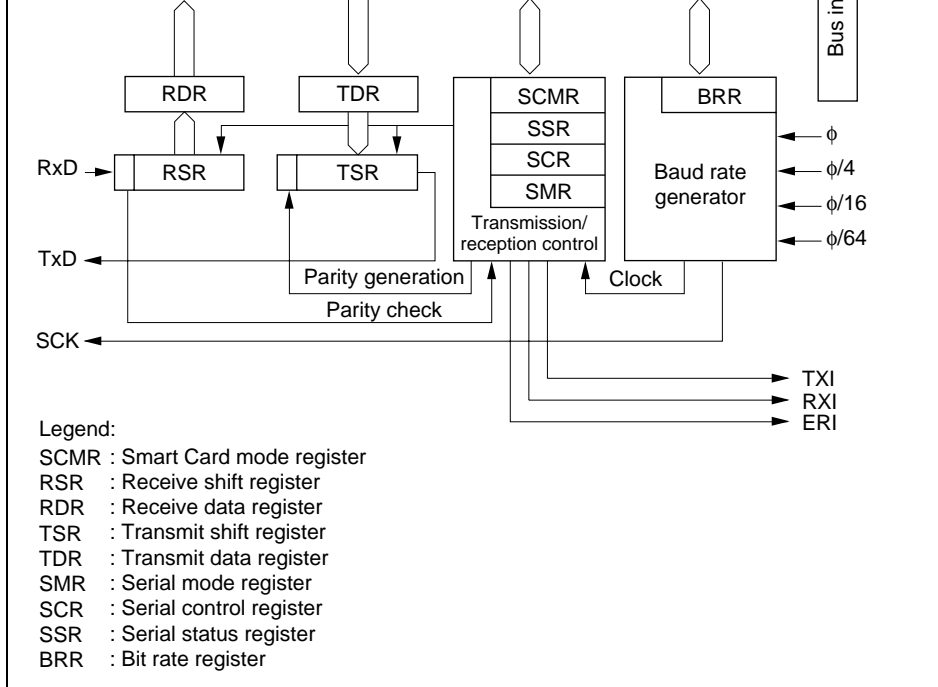 Bus in
RDR
TDR
SCMR
BRR
SSR
φ
RxD
RSR
TSR
SCR
Baud rate
generator
φ/4
SMR
φ/16
Transmission/
reception control
φ/64
TxD
Parity generation
Clock
Parity check
SCK
TXI
RXI
ERI
Legend:
SCMR : Smart Card mode register
RSR : Receive shift register
RDR : Receive data register
TSR : Transmit shift register
TDR : Transmit data register
SMR : Serial mode register
SCR : Serial control register
SSR : Serial status register
BRR : Bit rate register